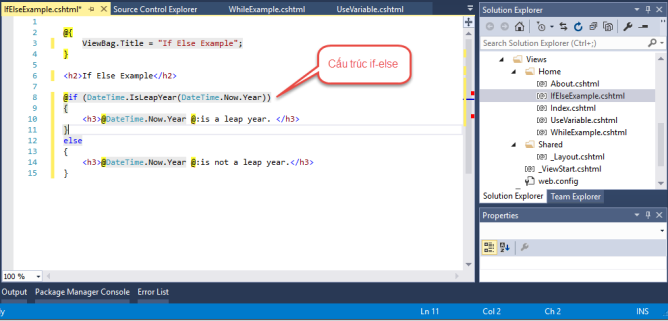 IfElseExample.cshtml*
Source Control Explorer
WhileExample.cshtml
UseVariable.cshtml
1
2 @{
3 ViewBag.Title = "If Else Example";
4 }
5
6 <h2>If Else Example</h2>
7
8 @if (DateTime.IsLeapYear(DateTime.Now.Year))
9 {
10 <h3>@DateTime.Now.Year @:is a leap year. </h3>
11 }
12 else
13 {
14 <h3>@DateTime.Now.Year @:is not a leap year.</h3>
15 }
Cấu trúc if-else
100 %
Solution Explorer
Search Solution Explorer (Ctrl+;)
Views
Home
About.cshtml
IfElseExample.cshtml
Index.cshtml
UseVariable.cshtml
WhileExample.cshtml
Shared
_Layout.cshtml
_ViewStart.cshtml
web.config
Solution Explorer Team Explorer
Properties
Output Package Manager Console Error List
Ln 11 Col 2 Ch 2 INS